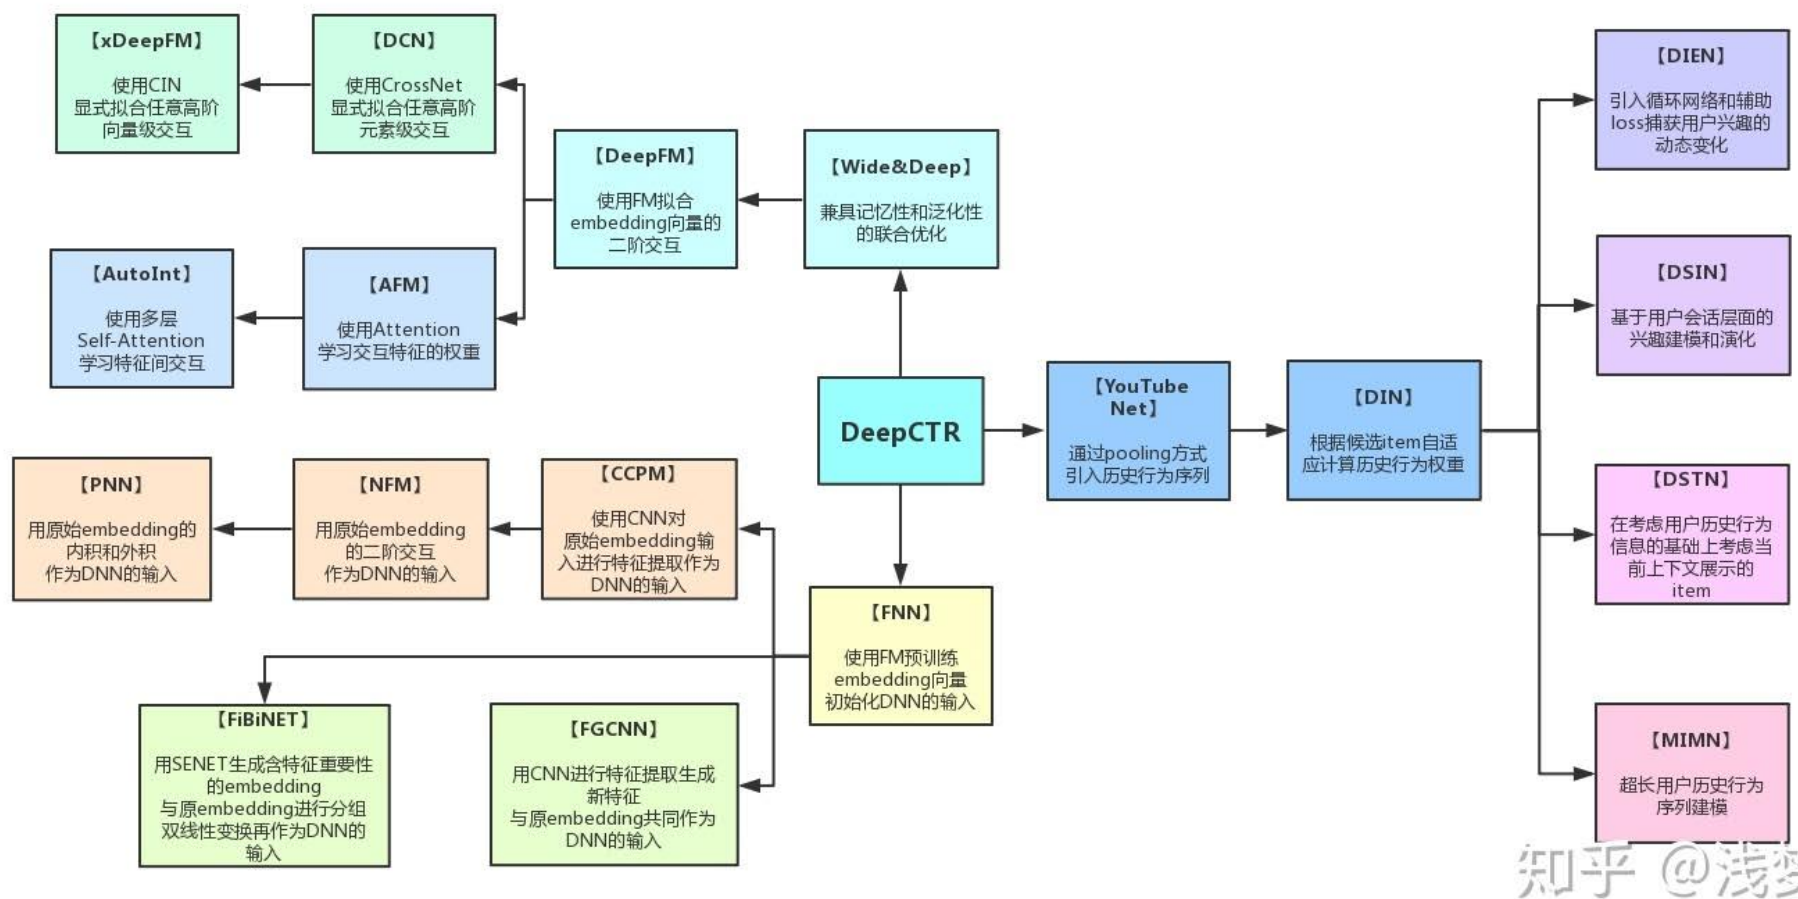 【xDeepFM】
使用CIN
显式拟合任意高阶
向量级交互
【DCN】
使用CrossNet
显式拟合任意高阶
元素级交互
【DeepFM】
使用FM拟合
embedding向量的
二阶交互
【Wide&Deep】
兼具记忆性和泛化性
的联合优化
【DIEN】
引入循环网络和辅助
loss捕获用户兴趣的
动态变化
【AutoInt】
使用多层
Self-Attention
学习特征间交互
【AFM】
使用Attention
学习交互特征的权重
【DSIN】
基于用户会话层面的
兴趣建模和演化
DeepCTR
【YouTube
Net】
通过pooling方式
引入历史行为序列
【DIN】
根据候选item自适
应计算历史行为权重
【PNN】
用原始embedding的
内积和外积
作为DNN的输入
【NFM】
用原始embedding
的二阶交互
作为DNN的输入
【CCPM】
使用CNN对
原始embedding输
入进行特征提取作为
DNN的输入
【DSTN】
在考虑用户历史行为
信息的基础上考虑当
前上下文展示的
item
【FNN】
使用FM预训练
embedding向量
初始化DNN的输入
【FiBiNET】
用SENET生成含特征重要性
的embedding
与原embedding进行分组
双线性变换再作为DNN的
输入
【FGCNN】
用CNN进行特征提取生成
新特征
与原embedding共同作为
DNN的输入
【MIMN】
超长用户历史行为
序列建模
知乎 @浅梦